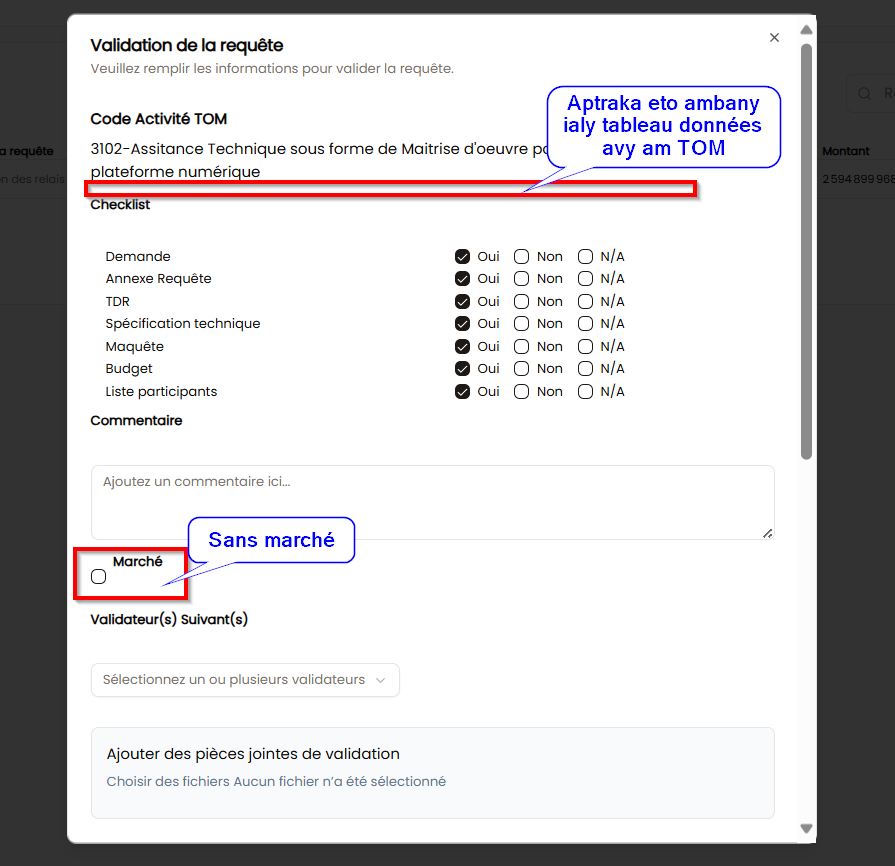 Validation de la requête
Veuillez remplir les informations pour valider la requête.
Code Activité TOM
Aptraka eto ambany
ialy tableau données
avy am TOM
3102-Assitance Technique sous forme de Maitrise d'oeuvre
plateforme numérique
a requête
Montant
n des relais
2 594 899 968
Checklist
Demande Oui Non N/A
Annexe Requête Oui Non N/A
TDR Oui Non N/A
Spécification technique Oui Non N/A
Maquête Oui Non N/A
Budget Oui Non N/A
Liste participants Oui Non N/A
Commentaire
Ajoutez un commentaire ici...
Sans marché
Marché
Validateur(s) Suivant(s)
Sélectionnez un ou plusieurs validateurs
Ajouter des pièces jointes de validation
Choisir des fichiers Aucun fichier n’a été sélectionné